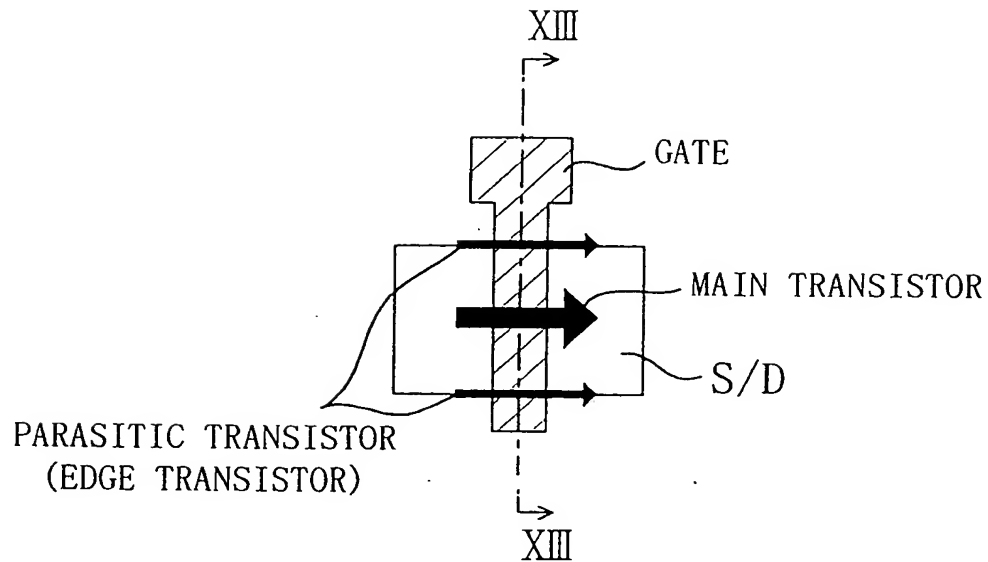 XIII
GATE
MAIN TRANSISTOR
S/D
PARASITIC TRANSISTOR
(EDGE TRANSISTOR)
XIII